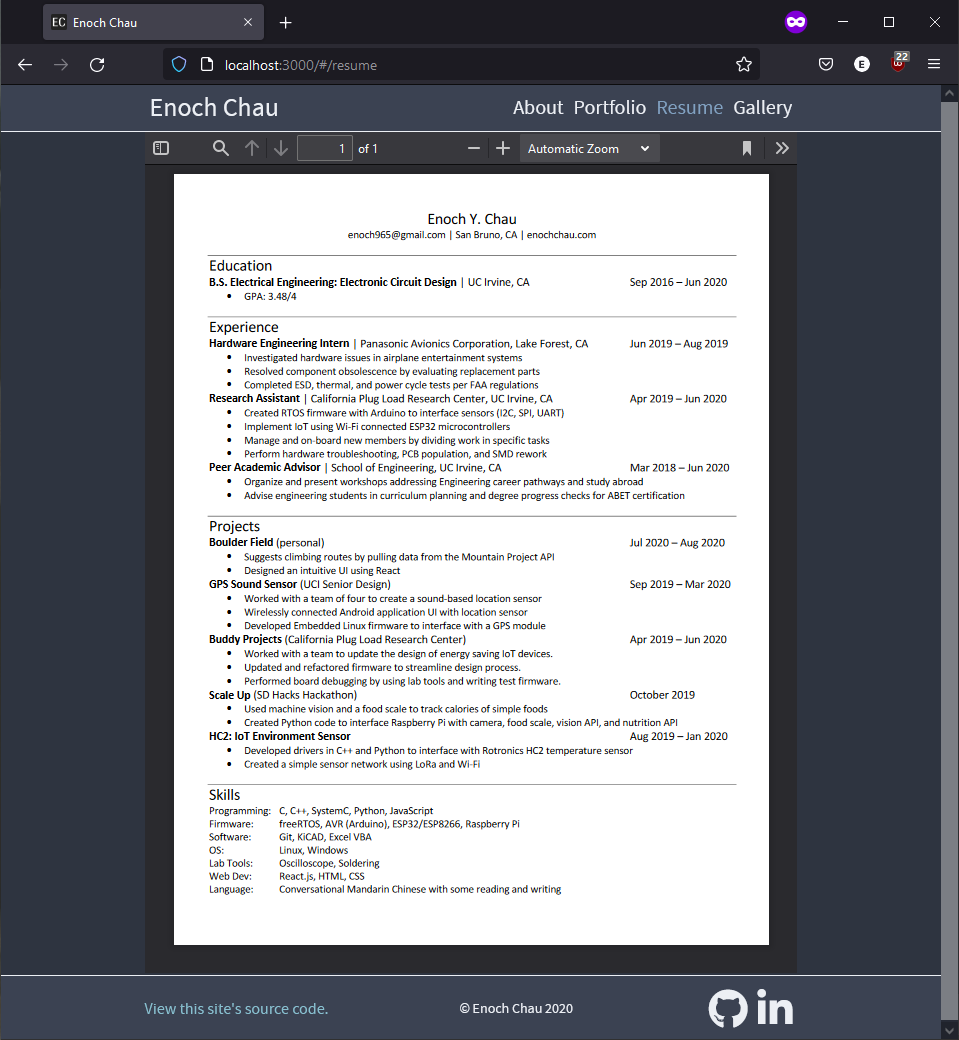 EC Enoch Chau
localhost:3000/#/resume
E
22
Enoch Chau About Portfolio Resume Gallery
1 of 1 Automatic Zoom
Enoch Y. Chau
enoch965@gmail.com | San Bruno, CA | enochchau.com
Education
B.S. Electrical Engineering: Electronic Circuit Design | UC Irvine, CA Sep 2016 – Jun 2020
• GPA: 3.48/4
Experience
Hardware Engineering Intern | Panasonic Avionics Corporation, Lake Forest, CA Jun 2019 – Aug 2019
• Investigated hardware issues in airplane entertainment systems
• Resolved component obsolescence by evaluating replacement parts
• Completed ESD, thermal, and power cycle tests per FAA regulations
Research Assistant | California Plug Load Research Center, UC Irvine, CA Apr 2019 – Jun 2020
• Created RTOS firmware with Arduino to interface sensors (I2C, SPI, UART)
• Implement IoT using Wi-Fi connected ESP32 microcontrollers
• Manage and on-board new members by dividing work in specific tasks
• Perform hardware troubleshooting, PCB population, and SMD rework
Peer Academic Advisor | School of Engineering, UC Irvine, CA Mar 2018 – Jun 2020
• Organize and present workshops addressing Engineering career pathways and study abroad
• Advise engineering students in curriculum planning and degree progress checks for ABET certification
Projects
Boulder Field (personal) Jul 2020 – Aug 2020
• Suggests climbing routes by pulling data from the Mountain Project API
• Designed an intuitive UI using React
GPS Sound Sensor (UCI Senior Design) Sep 2019 – Mar 2020
• Worked with a team of four to create a sound-based location sensor
• Wirelessly connected Android application UI with location sensor
• Developed Embedded Linux firmware to interface with a GPS module
Buddy Projects (California Plug Load Research Center) Apr 2019 – Jun 2020
• Worked with a team to update the design of energy saving IoT devices.
• Updated and refactored firmware to streamline design process.
• Performed board debugging by using lab tools and writing test firmware.
Scale Up (SD Hacks Hackathon) October 2019
• Used machine vision and a food scale to track calories of simple foods
• Created Python code to interface Raspberry Pi with camera, food scale, vision API, and nutrition API
HC2: IoT Environment Sensor Aug 2019 – Jan 2020
• Developed drivers in C++ and Python to interface with Rotronics HC2 temperature sensor
• Created a simple sensor network using LoRa and Wi-Fi
Skills
Programming: C, C++, SystemC, Python, JavaScript
Firmware: freeRTOS, AVR (Arduino), ESP32/ESP8266, Raspberry Pi
Software: Git, KiCAD, Excel VBA
OS: Linux, Windows
Lab Tools: Oscilloscope, Soldering
Web Dev: React.js, HTML, CSS
Language: Conversational Mandarin Chinese with some reading and writing
View this site's source code. © Enoch Chau 2020 in